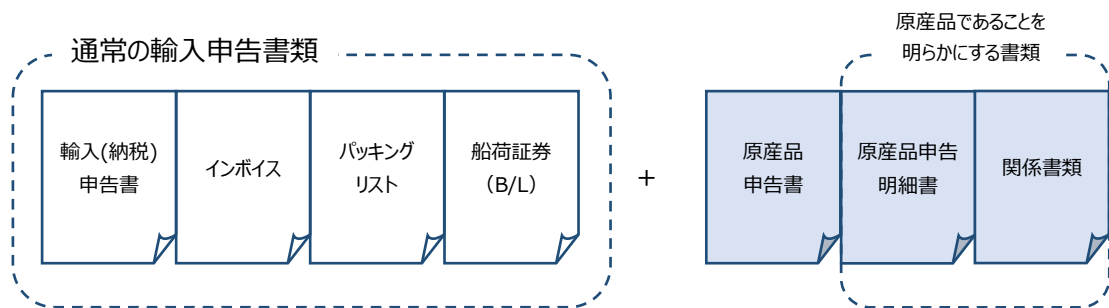 通常の輸入申告書類
輸入(納税)
申告書
インボイス
パッキング
リスト
船荷証券
（B/L）
+
原産品であることを
明らかにする書類
原産品
申告書
原産品申告
明細書
関係書類